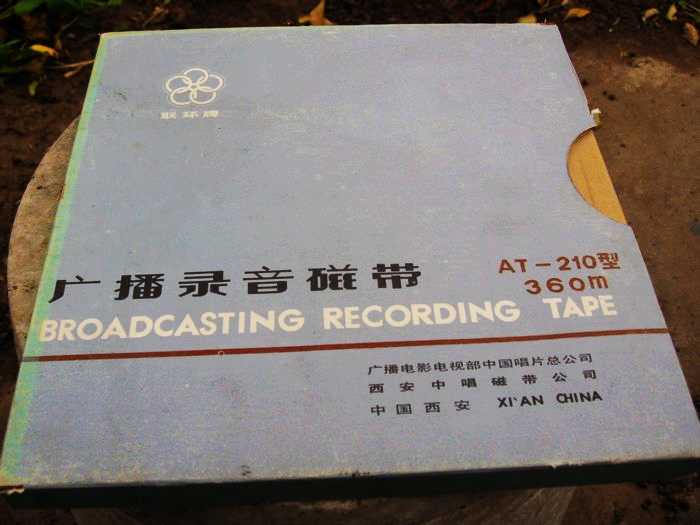 联环牌
广播录音磁带 AT-210型
360m
BROADCASTING RECORDING TAPE
广播电影电视部中国唱片总公司
西安中唱磁带公司
中国西安 XI'AN CHINA